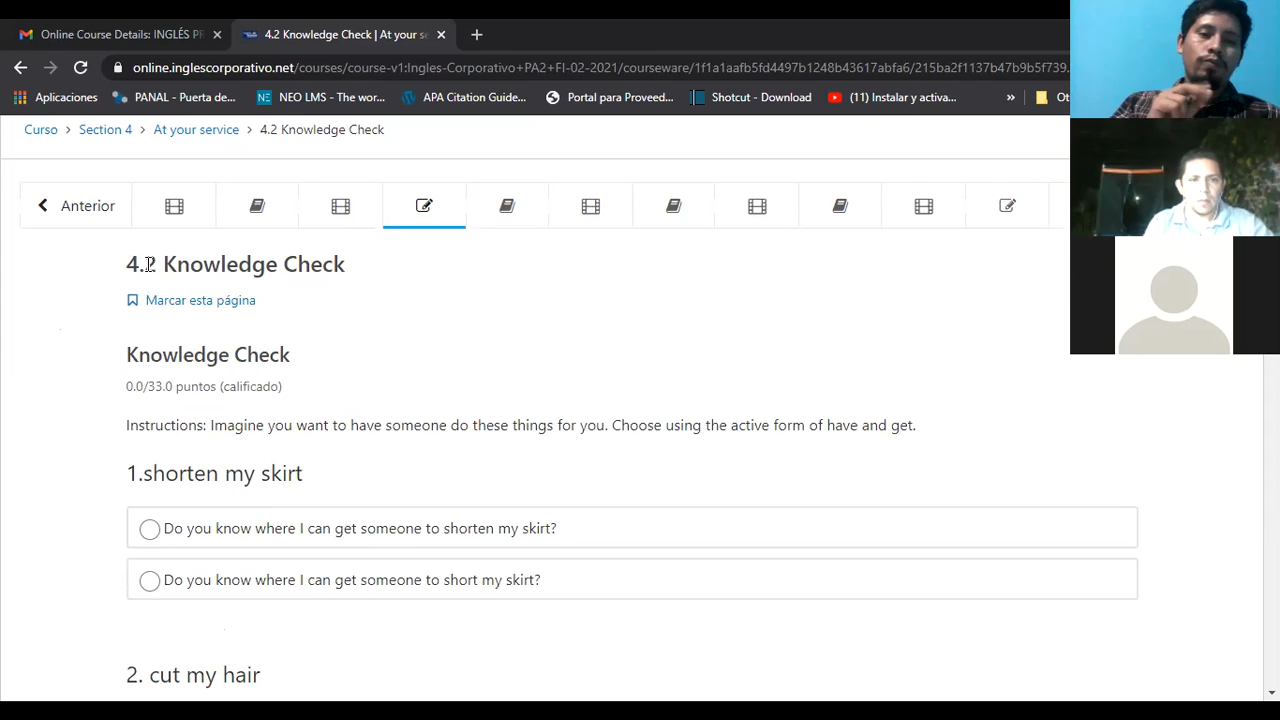 Online Course Details: INGLÉS PR
4.2 Knowledge Check | At your se
online.inglescorporativo.net/courses/course-v1:Ingles-Corporativo+PA2+FI-02-2021/courseware/1f1a1aafb5fd4497b1248b43617abfa6/215ba2f1137b47b9b5f739.
Aplicaciones
PANAL - Puerta de...
NE NEO LMS - The wor...
APA Citation Guide...
Portal para Proveed...
Shotcut - Download
(11) Instalar y activa...
»
Ot
Curso > Section 4 > At your service > 4.2 Knowledge Check
Anterior
4.2 Knowledge Check
Marcar esta página
Knowledge Check
0.0/33.0 puntos (calificado)
Instructions: Imagine you want to have someone do these things for you. Choose using the active form of have and get.
1.shorten my skirt
Do you know where I can get someone to shorten my skirt?
Do you know where I can get someone to short my skirt?
2. cut my hair